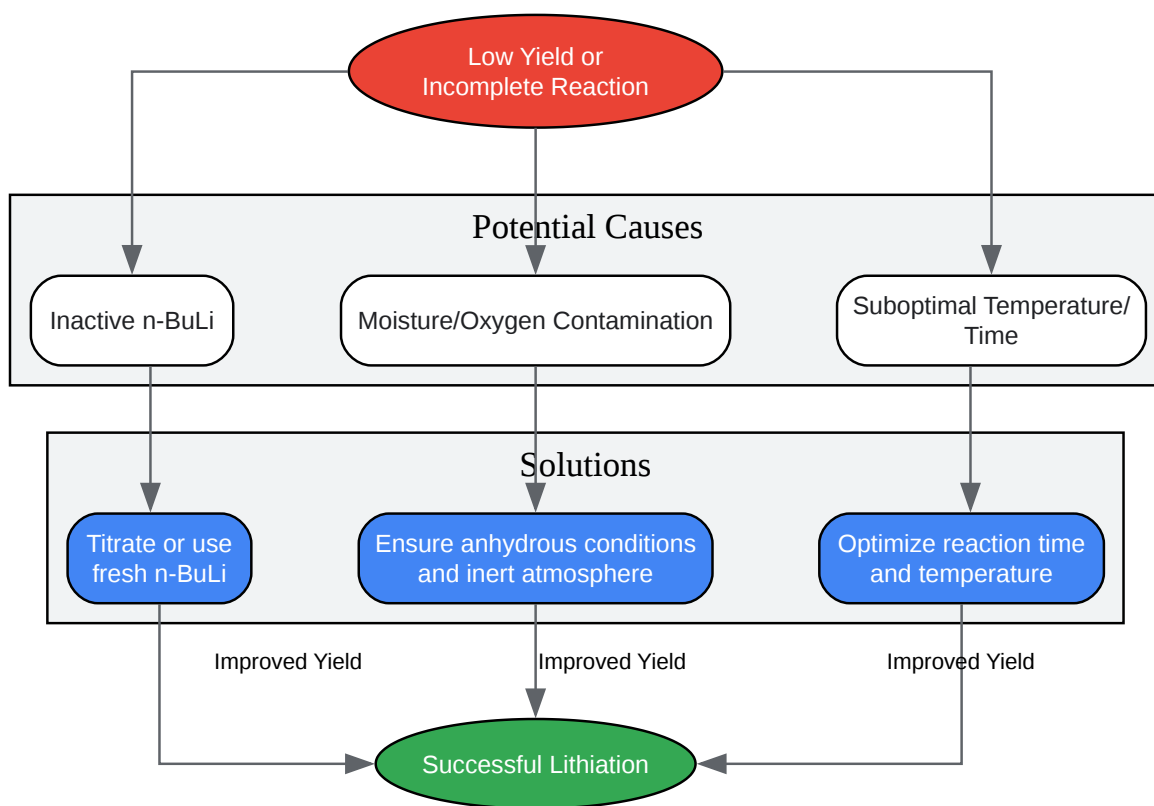 Low Yield or
Incomplete Reaction
Potential Causes
Inactive n-BuLi
Moisture/Oxygen Contamination
Suboptimal Temperature/
Time
Solutions
Titrate or use
fresh n-BuLi
Ensure anhydrous conditions
and inert atmosphere
Optimize reaction time
and temperature
Improved Yield
Improved Yield
Improved Yield
Successful Lithiation